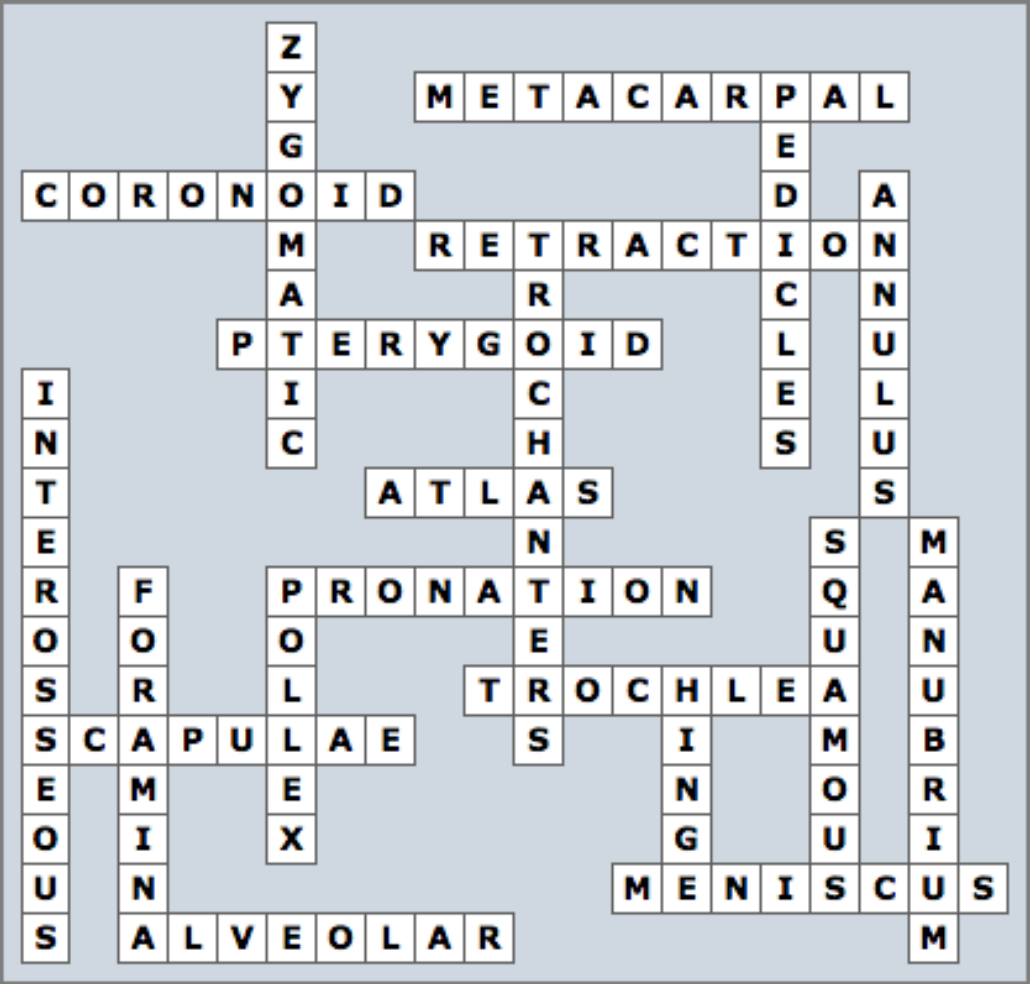 ZYGOMATIC
METACARPAL
PEDICLES
CORONOID
ANNULUS
RETRACTION
TROCHANTERS
PTERYGOID
INTEROSSEOUS
ATLAS
SQUAMOUS
MANUBRIUM
FORAMINA
PRONATION
POLLEX
TROCHLEA
HINGE
SCAPULAE
MENISCUS
ALVEOLAR